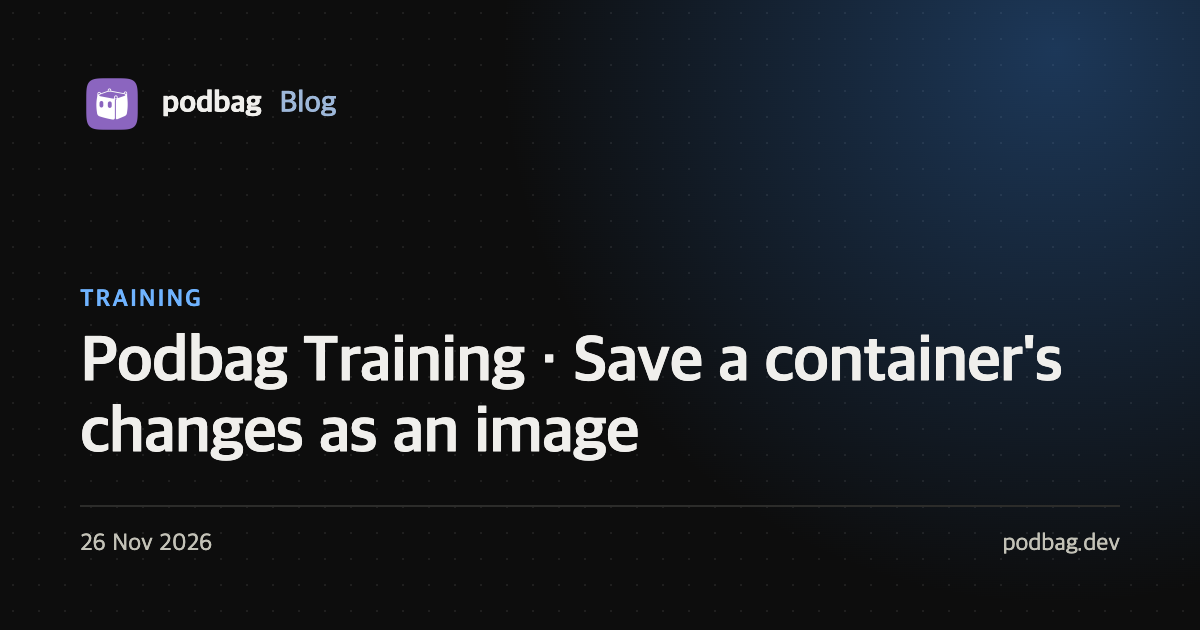 podbag Blog
TRAINING
Podbag Training · Save a container's
changes as an image
26 Nov 2026
podbag.dev